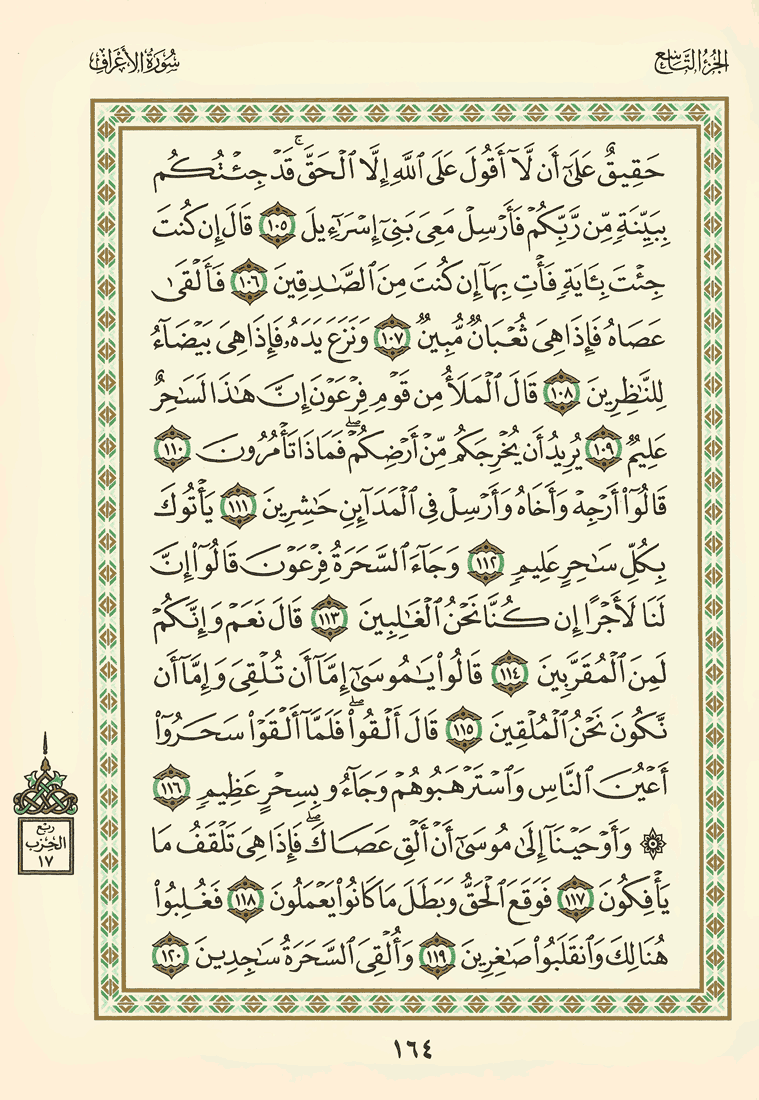 الجزء التاسع
سورة الأعراف
حَقِيقٌ عَلَىٰٓ أَن لَّآ أَقُولَ عَلَى ٱللَّهِ إِلَّا ٱلْحَقَّ ۚ قَدْ جِئْتُكُم
بِبَيِّنَةٍ مِّن رَّبِّكُمْ فَأَرْسِلْ مَعِىَ بَنِىٓ إِسْرَٰٓءِيلَ ١٠٥ قَالَ إِن كُنتَ
جِئْتَ بِـَٔايَةٍ فَأْتِ بِهَآ إِن كُنتَ مِنَ ٱلصَّـٰدِقِينَ ١٠٦ فَأَلْقَىٰ
عَصَاهُ فَإِذَا هِىَ ثُعْبَانٌ مُّبِينٌ ١٠٧ وَنَزَعَ يَدَهُۥ فَإِذَا هِىَ بَيْضَآءُ
لِلنَّـٰظِرِينَ ١٠٨ قَالَ ٱلْمَلَأُ مِن قَوْمِ فِرْعَوْنَ إِنَّ هَـٰذَا لَسَـٰحِرٌ
عَلِيمٌ ١٠٩ يُرِيدُ أَن يُخْرِجَكُم مِّنْ أَرْضِكُمْ ۖ فَمَاذَا تَأْمُرُونَ ١١٠
قَالُوٓا۟ أَرْجِهْ وَأَخَاهُ وَأَرْسِلْ فِى ٱلْمَدَآئِنِ حَـٰشِرِينَ ١١١ يَأْتُوكَ
بِكُلِّ سَـٰحِرٍ عَلِيمٍ ١١٢ وَجَآءَ ٱلسَّحَرَةُ فِرْعَوْنَ قَالُوٓا۟ إِنَّ
لَنَا لَأَجْرًا إِن كُنَّا نَحْنُ ٱلْغَـٰلِبِينَ ١١٣ قَالَ نَعَمْ وَإِنَّكُمْ
لَمِنَ ٱلْمُقَرَّبِينَ ١١٤ قَالُوا۟ يَـٰمُوسَىٰٓ إِمَّآ أَن تُلْقِىَ وَإِمَّآ أَن
نَّكُونَ نَحْنُ ٱلْمُلْقِينَ ١١٥ قَالَ أَلْقُوا۟ ۖ فَلَمَّآ أَلْقَوْا۟ سَحَرُوٓا۟
أَعْيُنَ ٱلنَّاسِ وَٱسْتَرْهَبُوهُمْ وَجَآءُو بِسِحْرٍ عَظِيمٍ ١١٦
۞ وَأَوْحَيْنَآ إِلَىٰ مُوسَىٰٓ أَنْ أَلْقِ عَصَاكَ ۖ فَإِذَا هِىَ تَلْقَفُ مَا
يَأْفِكُونَ ١١٧ فَوَقَعَ ٱلْحَقُّ وَبَطَلَ مَا كَانُوا۟ يَعْمَلُونَ ١١٨ فَغُلِبُوا۟
هُنَالِكَ وَٱنقَلَبُوا۟ صَـٰغِرِينَ ١١٩ وَأُلْقِىَ ٱلسَّحَرَةُ سَـٰجِدِينَ ١٢٠
ربع
الحزب
١٧
١٦٤